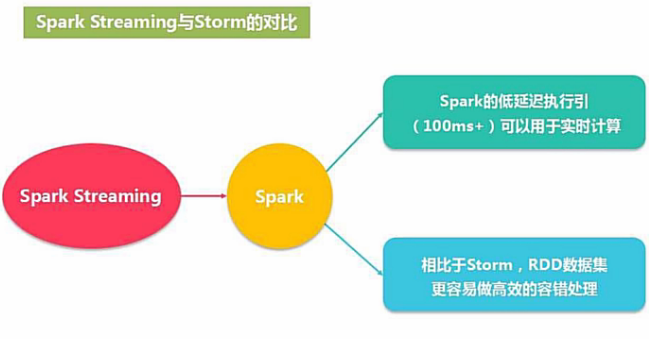 Spark Streaming与Storm的对比
Spark的低延迟执行引
（100ms+）可以用于实时计算
Spark Streaming
Spark
相比于Storm，RDD数据集
更容易做高效的容错处理